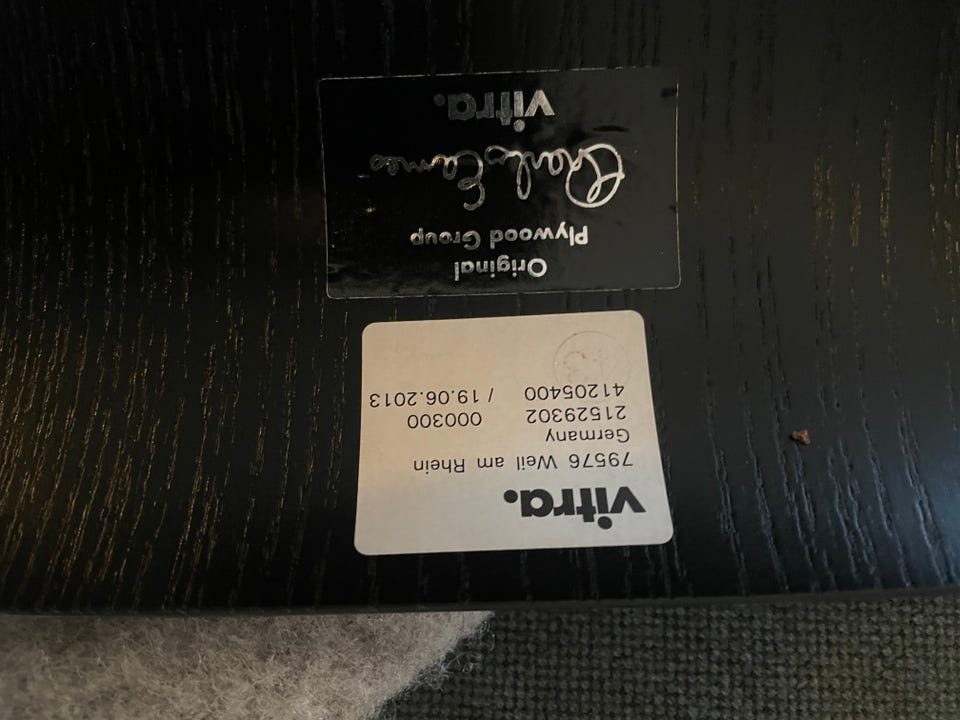 vitra.
79576 Weil am Rhein
Germany
21529302 000300
41205400 / 19.06.2013
Original
Plywood Group
Charles Eames
vitra.